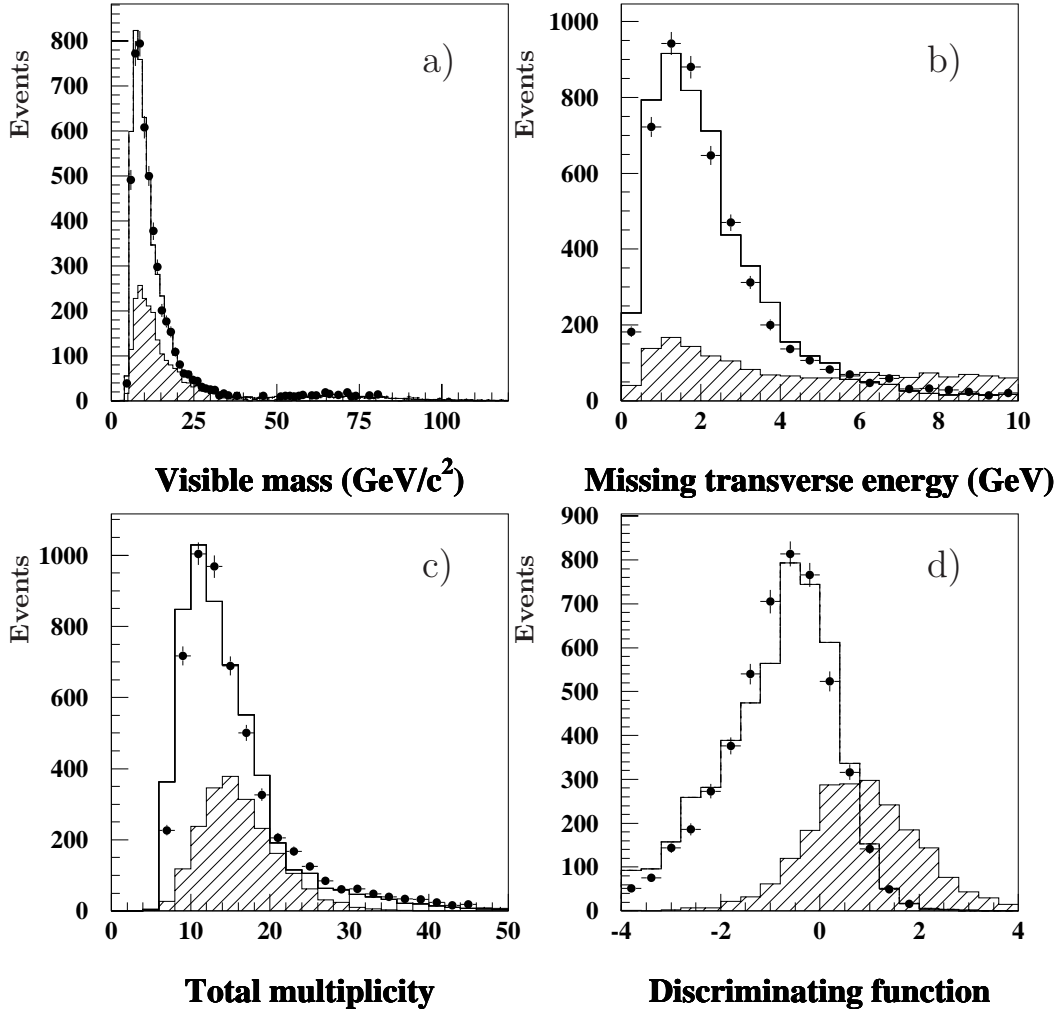 a)
Events
800
700
600
500
400
300
200
100
0
0 25 50 75 100
Visible mass (GeV/c²)
b)
Events
1000
800
600
400
200
0
0 2 4 6 8 10
Missing transverse energy (GeV)
c)
Events
1000
800
600
400
200
0
0 10 20 30 40 50
Total multiplicity
d)
Events
900
800
700
600
500
400
300
200
100
0
-4 -2 0 2 4
Discriminating function